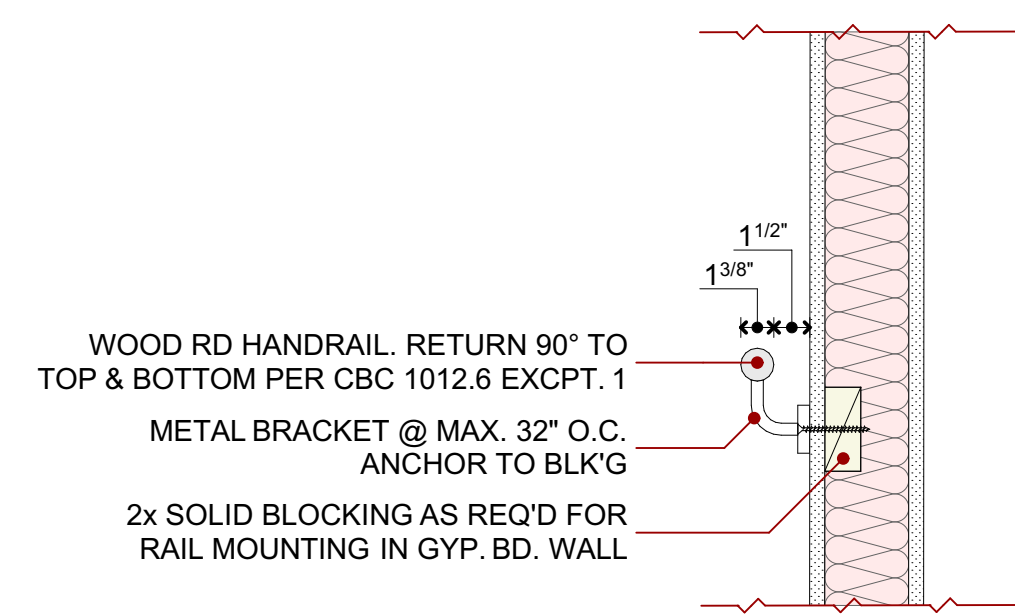 1 1/2"
1 3/8"
WOOD RD HANDRAIL. RETURN 90° TO
TOP & BOTTOM PER CBC 1012.6 EXCPT. 1
METAL BRACKET @ MAX. 32" O.C.
ANCHOR TO BLK'G
2x SOLID BLOCKING AS REQ'D FOR
RAIL MOUNTING IN GYP. BD. WALL